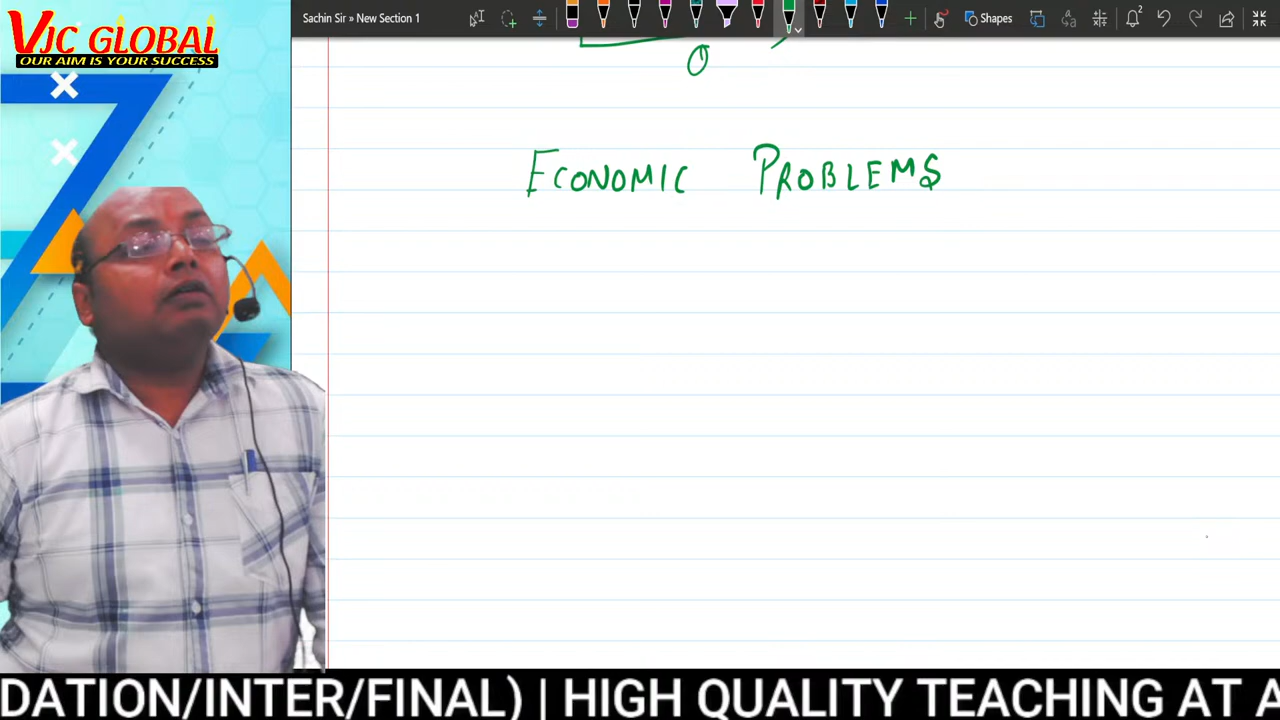 VJC GLOBAL
OUR AIM IS YOUR SUCCESS
Sachin Sir » New Section 1
Shapes
2
O
ECONOMIC PROBLEMS
DATION/INTER/FINAL) | HIGH QUALITY TEACHING AT A